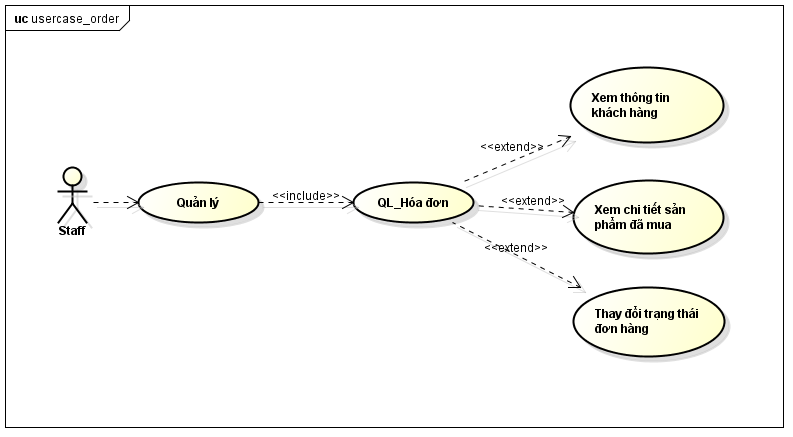 uc usercase_order
Xem thông tin
khách hàng
<<extend>>
Staff
Quản lý
<<include>>
QL_Hóa đơn
<<extend>>
Xem chi tiết sản
phẩm đã mua
<<extend>>
Thay đổi trạng thái
đơn hàng